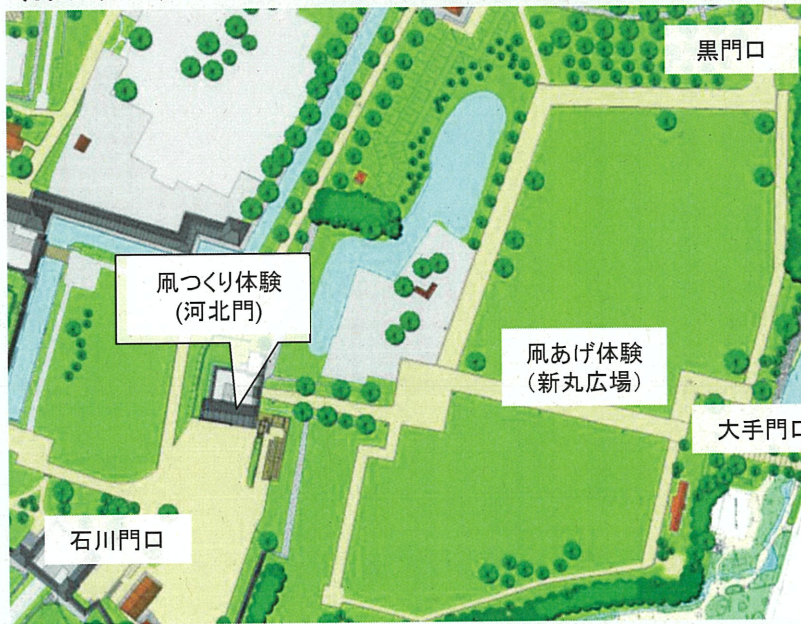 黒門口
凧つくり体験
(河北門)
凧あげ体験
（新丸広場）
大手門口
石川門口